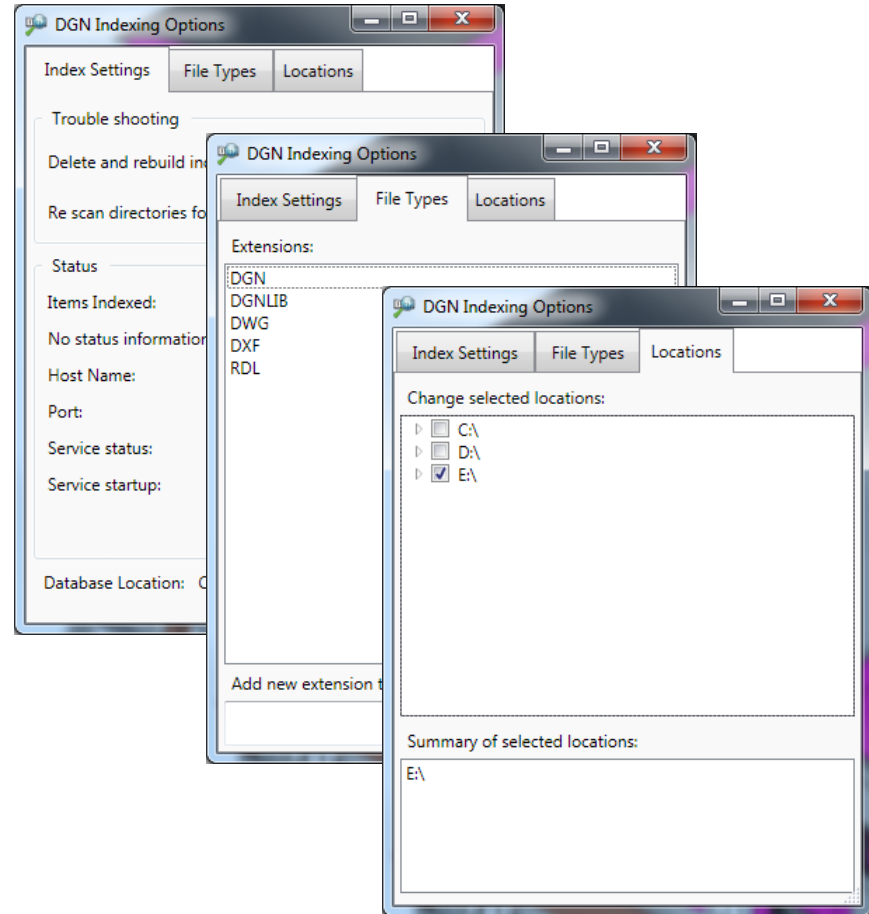 DGN Indexing Options
Index Settings File Types Locations
Trouble shooting
Delete and rebuild
Re scan directories
Status
Items Indexed:
No status information
Host Name:
Port:
Service status:
Service startup:
Database Location:
DGN Indexing Options
Index Settings File Types Locations
Extensions:
DGN
DGNLIB
DWG
DXF
RDL
Add new extension
DGN Indexing Options
Index Settings File Types Locations
Change selected locations:
C:\
D:\
E:\
Summary of selected locations:
E:\